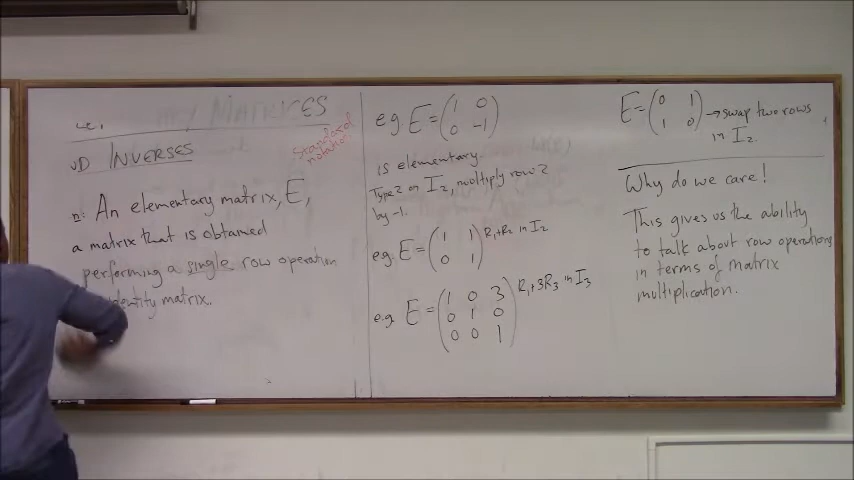 MATRICES
INVERSES
standard
notation
An elementary matrix, E,
a matrix that is obtained
performing a single row operation
identity matrix.
eg E = (1 0
0 -1)
is elementary.
Type 2 on I₂, multiply row 2
by -1.
eg. E = (1 1
0 1) R₁+R₂ in I₂
e.g. E = (1 0 3
0 1 0
0 0 1) R₁+3R₃ in I₃
E = (0 1
1 0) → swap two rows
in I₂.
Why do we care!
This gives us the ability
to talk about row operations
in terms of matrix
multiplication.